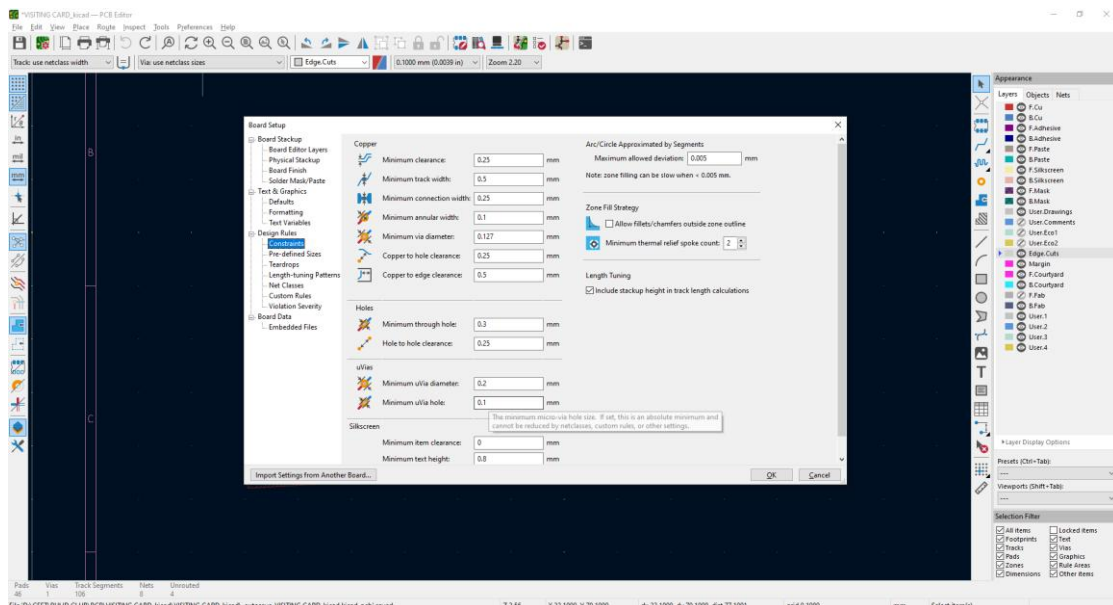 *VISITING CARD_kicad — PCB Editor
File Edit View Place Route Inspect Tools Preferences Help
Track: use netclass width
Via: use netclass sizes
Edge.Cuts
0.1000 mm (0.0039 in)
Zoom 2.20
in
mil
mm
B
C
Board Setup
Board Stackup
Board Editor Layers
Physical Stackup
Board Finish
Solder Mask/Paste
Text & Graphics
Defaults
Formatting
Text Variables
Design Rules
Constraints
Pre-defined Sizes
Teardrops
Length-tuning Patterns
Net Classes
Custom Rules
Violation Severity
Board Data
Embedded Files
Copper
Minimum clearance: 0.25 mm
Minimum track width: 0.5 mm
Minimum connection width: 0.25 mm
Minimum annular width: 0.1 mm
Minimum via diameter: 0.127 mm
Copper to hole clearance: 0.25 mm
Copper to edge clearance: 0.5 mm
Holes
Minimum through hole: 0.3 mm
Hole to hole clearance: 0.25 mm
uVias
Minimum uVia diameter: 0.2 mm
Minimum uVia hole: 0.1 mm
The minimum micro-via hole size. If set, this is an absolute minimum and
cannot be reduced by netclasses, custom rules, or other settings.
Silkscreen
Minimum item clearance: 0 mm
Minimum text height: 0.8 mm
Arc/Circle Approximated by Segments
Maximum allowed deviation: 0.005 mm
Note: zone filling can be slow when < 0.005 mm.
Zone Fill Strategy
Allow fillets/chamfers outside zone outline
Minimum thermal relief spoke count: 2
Length Tuning
Include stackup height in track length calculations
Import Settings from Another Board...
OK
Cancel
Appearance
Layers Objects Nets
F.Cu
B.Cu
F.Adhesive
B.Adhesive
F.Paste
B.Paste
F.Silkscreen
B.Silkscreen
F.Mask
B.Mask
User.Drawings
User.Comments
User.Eco1
User.Eco2
Edge.Cuts
Margin
F.Courtyard
B.Courtyard
F.Fab
B.Fab
User.1
User.2
User.3
User.4
Layer Display Options
Presets (Ctrl+Tab):
---
Viewports (Shift+Tab):
---
Selection Filter
All items Locked items
Footprints Text
Tracks Vias
Pads Graphics
Zones Rule Areas
Dimensions Other items
Pads Vias Track Segments Nets Unrouted
46 1 106 8 4